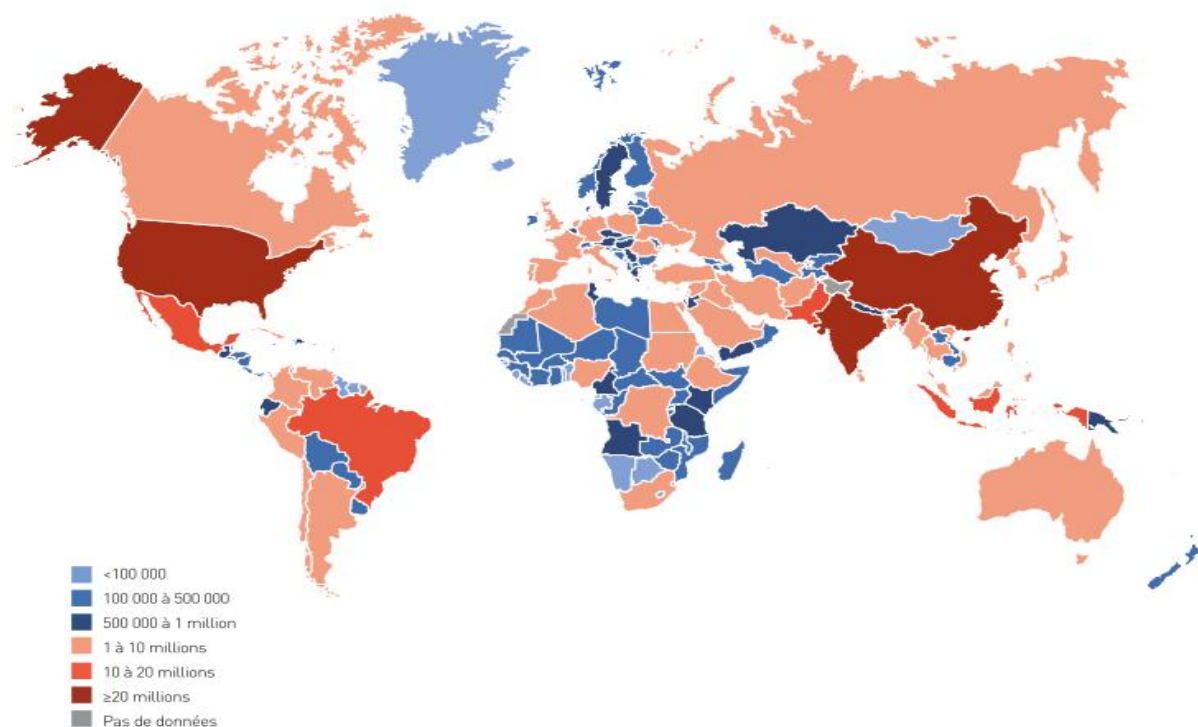 <100 000
100 000 à 500 000
500 000 à 1 million
1 à 10 millions
10 à 20 millions
≥20 millions
Pas de données